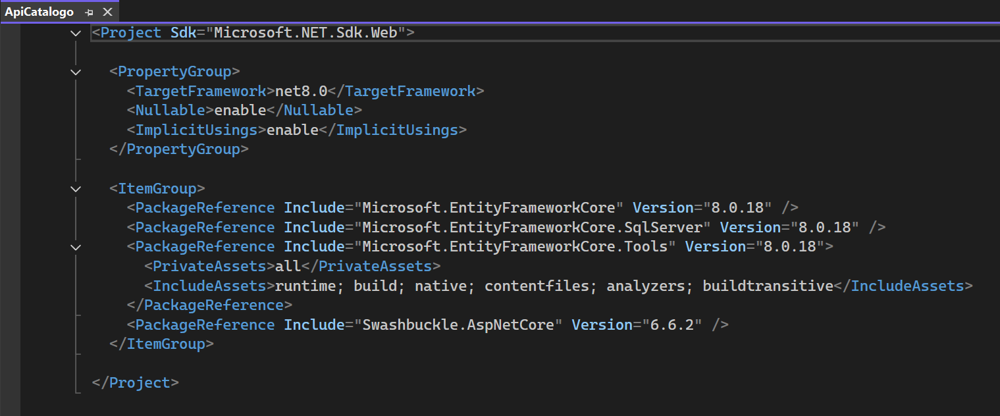 ApiCatalogo
<Project Sdk="Microsoft.NET.Sdk.Web">
<PropertyGroup>
<TargetFramework>net8.0</TargetFramework>
<Nullable>enable</Nullable>
<ImplicitUsings>enable</ImplicitUsings>
</PropertyGroup>
<ItemGroup>
<PackageReference Include="Microsoft.EntityFrameworkCore" Version="8.0.18" />
<PackageReference Include="Microsoft.EntityFrameworkCore.SqlServer" Version="8.0.18" />
<PackageReference Include="Microsoft.EntityFrameworkCore.Tools" Version="8.0.18">
<PrivateAssets>all</PrivateAssets>
<IncludeAssets>runtime; build; native; contentfiles; analyzers; buildtransitive</IncludeAssets>
</PackageReference>
<PackageReference Include="Swashbuckle.AspNetCore" Version="6.6.2" />
</ItemGroup>
</Project>